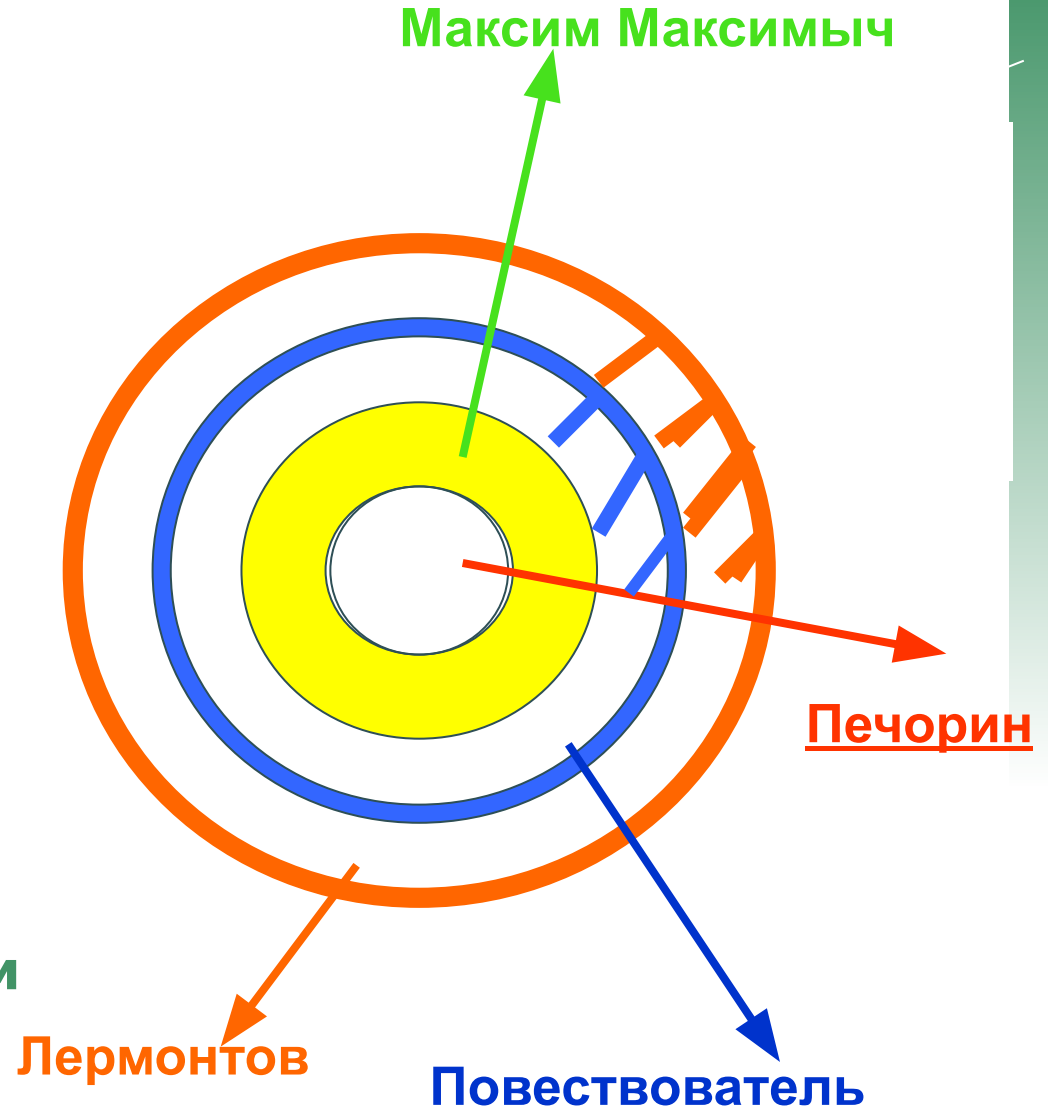 Максим Максимыч
Печорин
и
Лермонтов
Повествователь